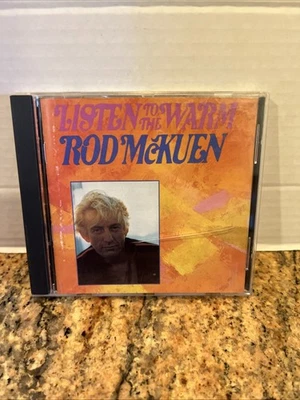 LISTEN TO THE WARM
ROD McKUEN